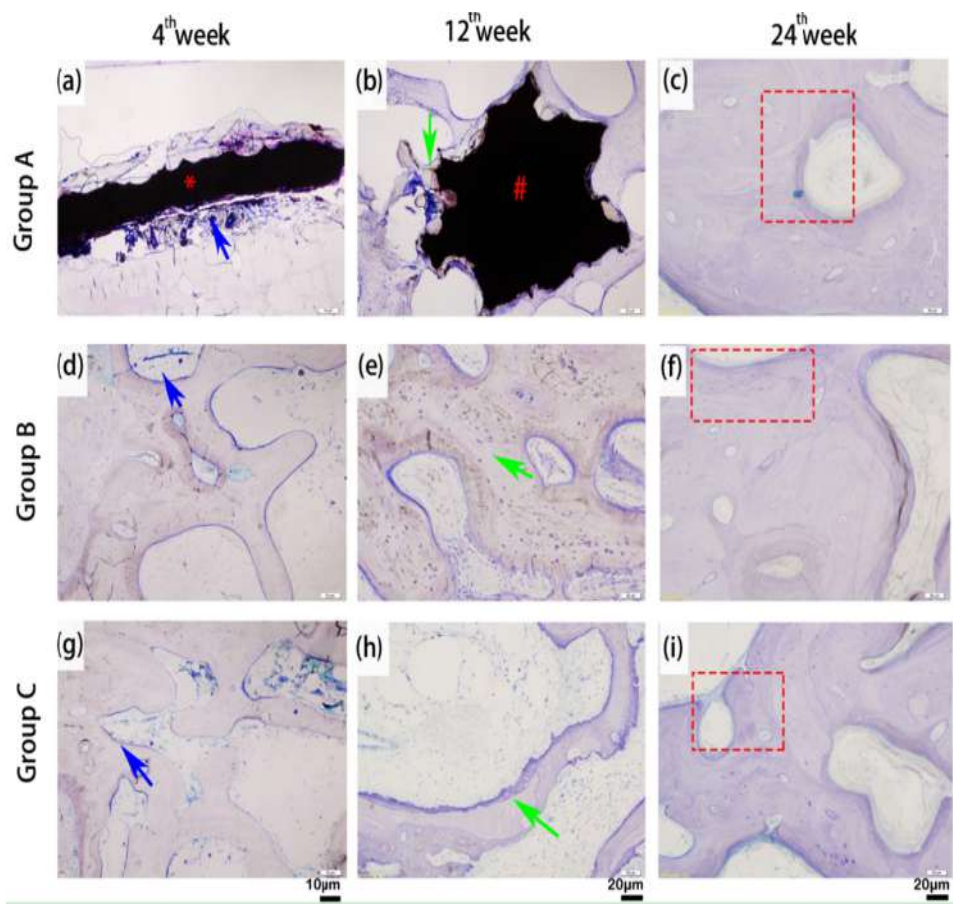 4th week 12th week 24th week
Group A
(a) (b) (c)
* #
Group B
(d) (e) (f)
Group C
(g) (h) (i)
10μm 20μm 20μm